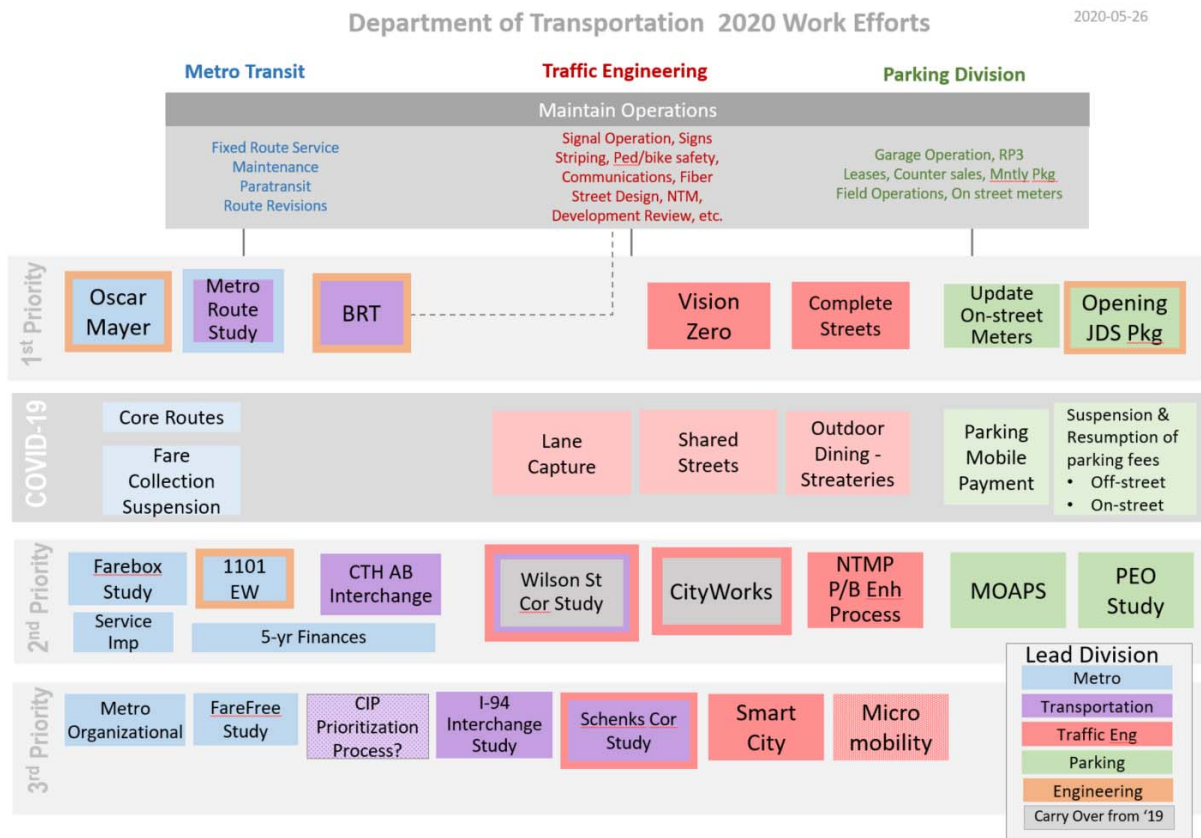 Department of Transportation 2020 Work Efforts
2020-05-26
Metro Transit
Traffic Engineering
Parking Division
Maintain Operations
Fixed Route Service
Maintenance
Paratransit
Route Revisions
Signal Operation, Signs
Striping, Ped/bike safety,
Communications, Fiber
Street Design, NTM,
Development Review, etc.
Garage Operation, RP3
Leases, Counter sales, Mntly Pkg
Field Operations, On street meters
1st Priority
Oscar
Mayer
Metro
Route
Study
BRT
Vision
Zero
Complete
Streets
Update
On-street
Meters
Opening
JDS Pkg
COVID-19
Core Routes
Fare
Collection
Suspension
Lane
Capture
Shared
Streets
Outdoor
Dining -
Streateries
Parking
Mobile
Payment
Suspension &
Resumption of
parking fees
• Off-street
• On-street
2nd Priority
Farebox
Study
1101
EW
CTH AB
Interchange
Service
Imp
5-yr Finances
Wilson St
Cor Study
CityWorks
NTMP
P/B Enh
Process
MOAPS
PEO
Study
3rd Priority
Metro
Organizational
FareFree
Study
CIP
Prioritization
Process?
I-94
Interchange
Study
Schenks Cor
Study
Smart
City
Micro
mobility
Lead Division
Metro
Transportation
Traffic Eng
Parking
Engineering
Carry Over from '19